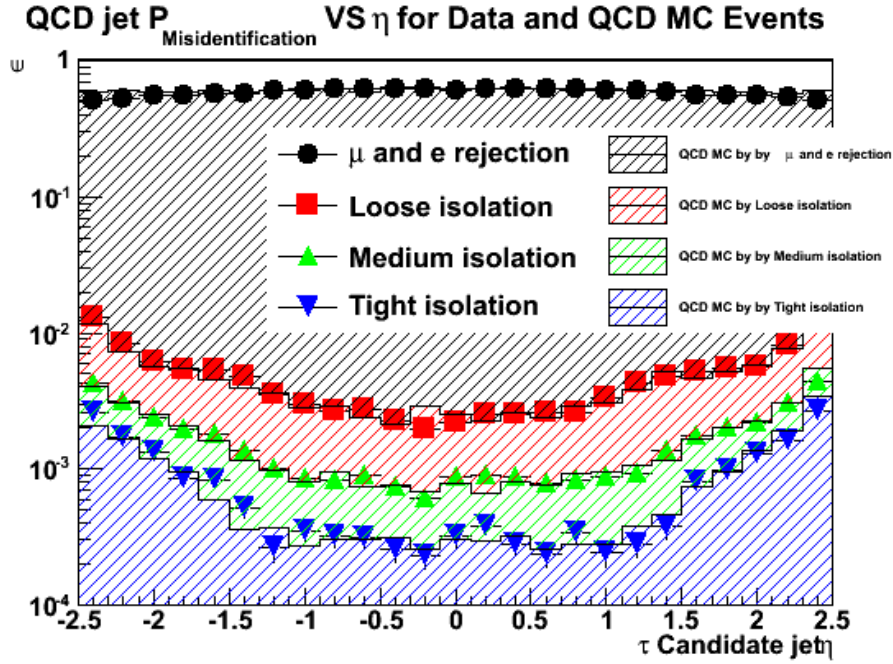 QCD jet P Misidentification VS η for Data and QCD MC Events
ϵ
1
10-1
10-2
10-3
10-4
μ and e rejection
Loose isolation
Medium isolation
Tight isolation
QCD MC by by μ and e rejection
QCD MC by Loose isolation
QCD MC by by Medium isolation
QCD MC by by Tight isolation
-2.5 -2 -1.5 -1 -0.5 0 0.5 1 1.5 2 2.5
τ Candidate jetη